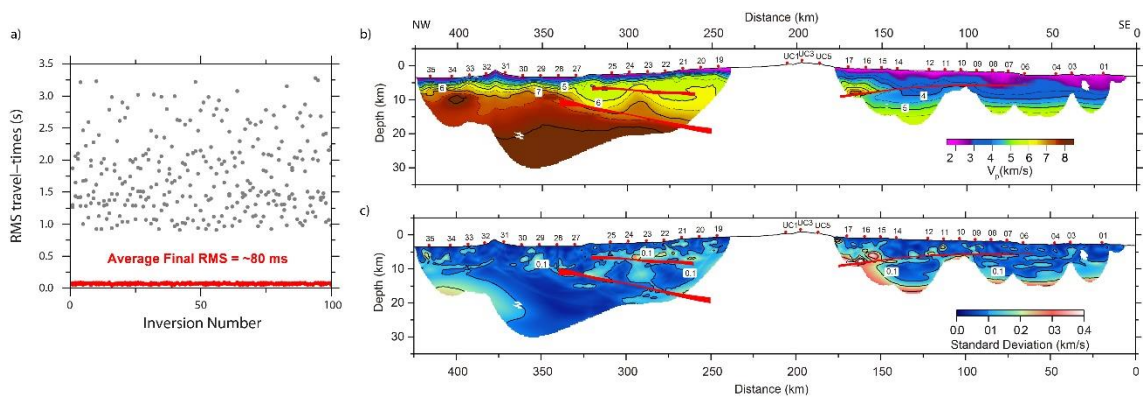 a)
RMS travel-times (s)
3.5
3.0
2.5
2.0
1.5
1.0
0.5
0.0
Average Final RMS = ~80 ms
0
50
100
Inversion Number
Distance (km)
NW
SE
400 350 300 250 200 150 100 50 0
b)
UC1 UC3 UC5
35 34 33 32 31 30 29 28 27 25 24 23 22 21 20 19
17 16 15 14 12 11 10 09 08 07 06 04 03 01
Depth (km)
0
10
20
30
6 7 5 6 6
4 5
2 3 4 5 6 7 8
Vp(km/s)
c)
UC1 UC3 UC5
35 34 33 32 31 30 29 28 27 25 24 23 22 21 20 19
17 16 15 14 12 11 10 09 08 07 06 04 03 01
Depth (km)
0
10
20
30
0.1 0.1 0.1 0.1 0.1
0.0 01 0.2 0.3 0.4
Standard Deviation (km/s)
400 350 300 250 200 150 100 50 0
Distance (km)